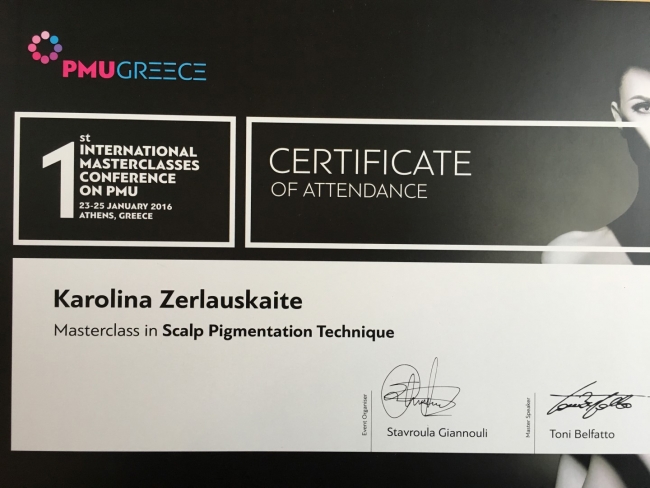 PMUGREECE
1st INTERNATIONAL
MASTERCLASSES
CONFERENCE
ON PMU
23-25 JANUARY 2016
ATHENS, GREECE
CERTIFICATE
OF ATTENDANCE
Karolina Zerlauskaite
Masterclass in Scalp Pigmentation Technique
Event Organiser
Stavroula Giannouli
Master Speaker
Toni Belfatto